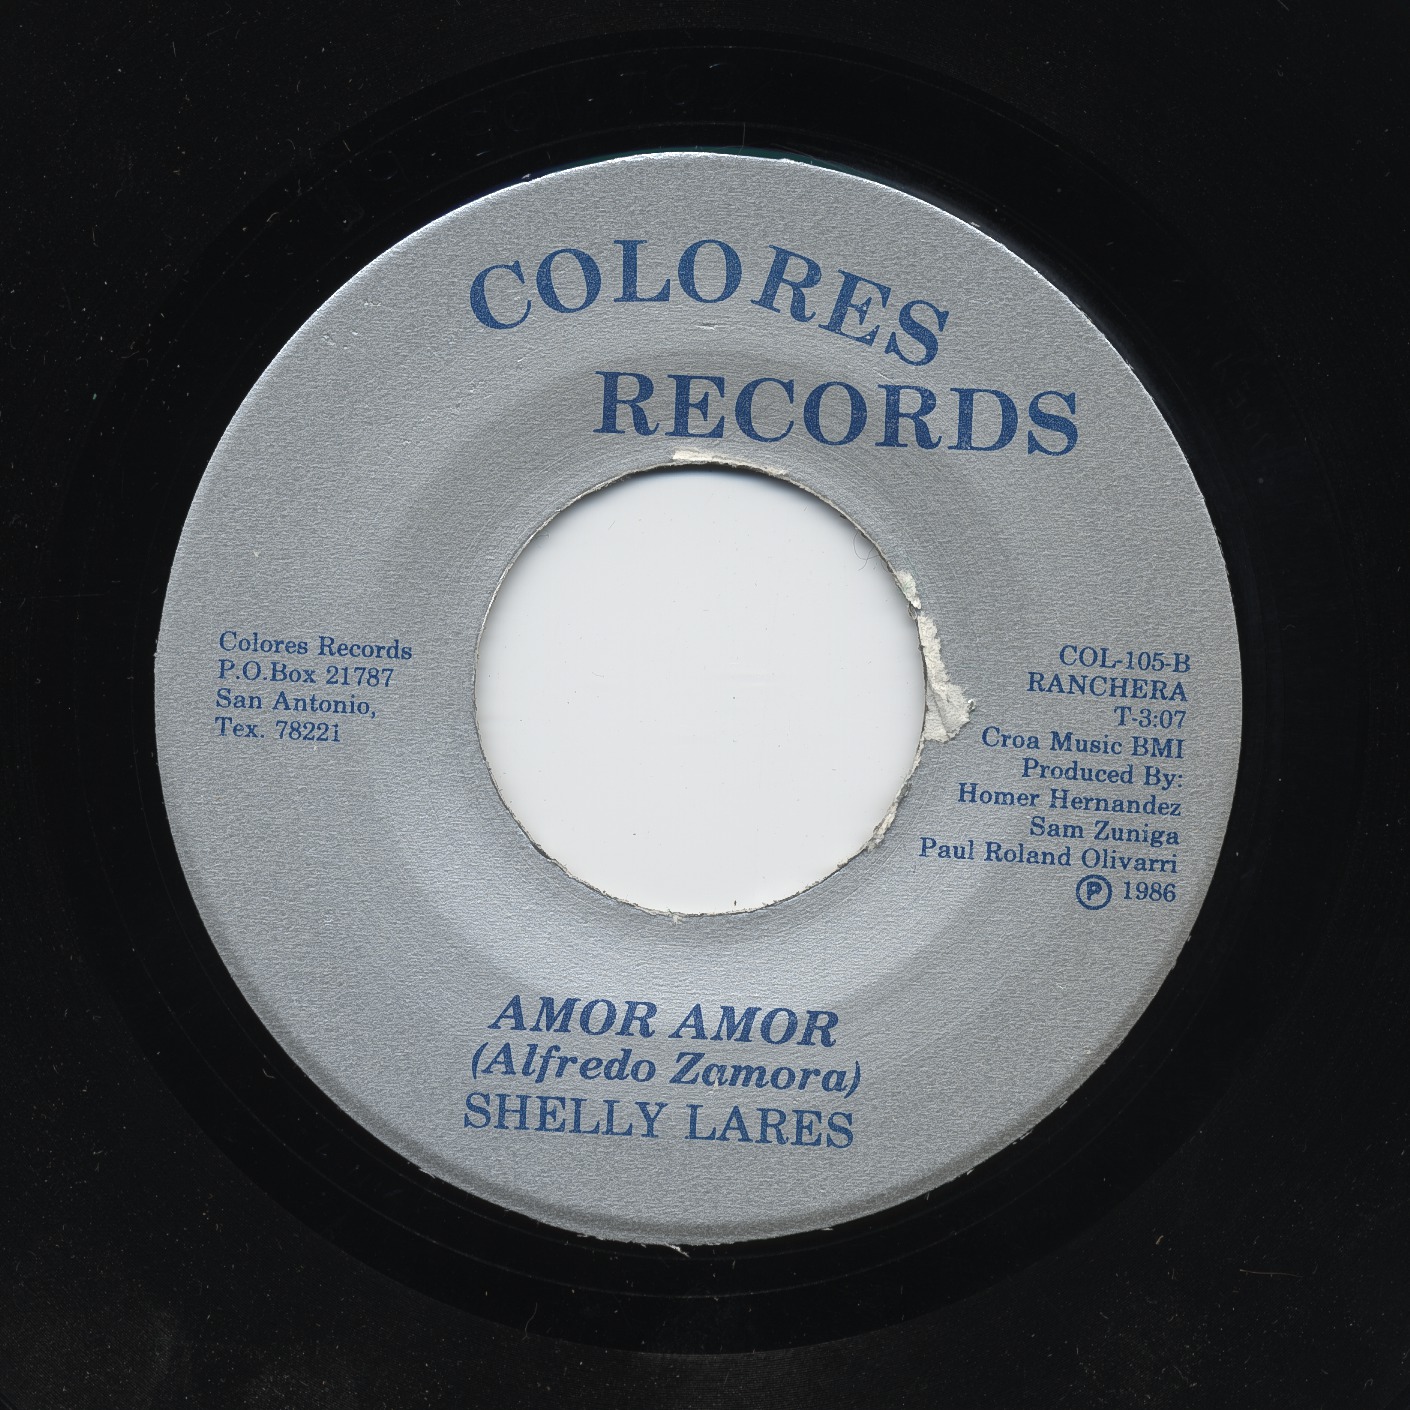 COLORES
RECORDS
Colores Records
P.O.Box 21787
San Antonio,
Tex. 78221
COL-105-B
RANCHERA
T-3:07
Croa Music BMI
Produced By:
Homer Hernandez
Sam Zuniga
Paul Roland Olivarri
℗ 1986
AMOR AMOR
(Alfredo Zamora)
SHELLY LARES